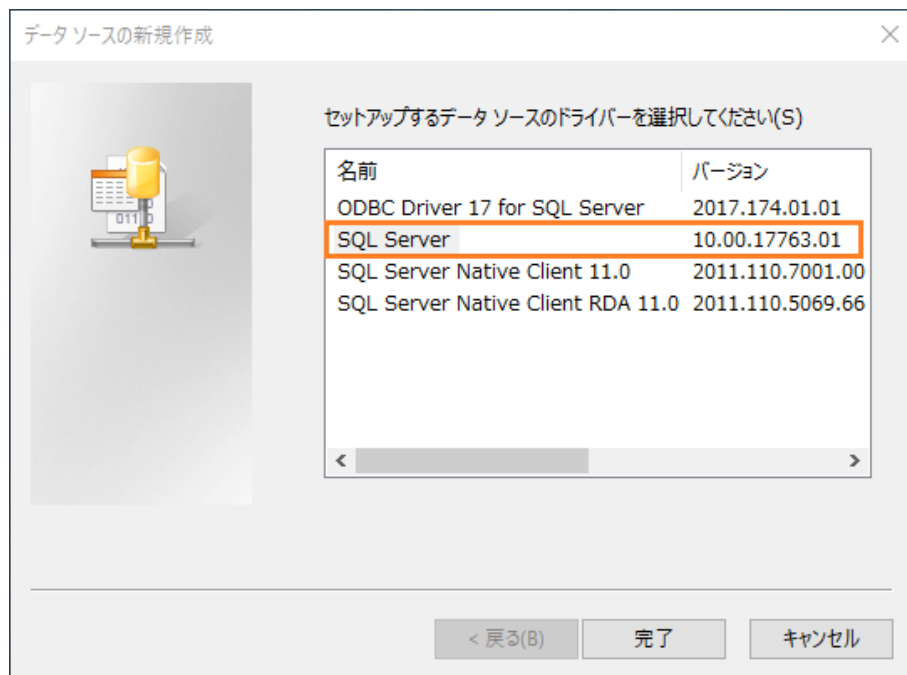 データ ソースの新規作成
セットアップするデータ ソースのドライバーを選択してください(S)
名前 バージョン
ODBC Driver 17 for SQL Server 2017.174.01.01
SQL Server 10.00.17763.01
SQL Server Native Client 11.0 2011.110.7001.00
SQL Server Native Client RDA 11.0 2011.110.5069.66
< 戻る(B) 完了 キャンセル